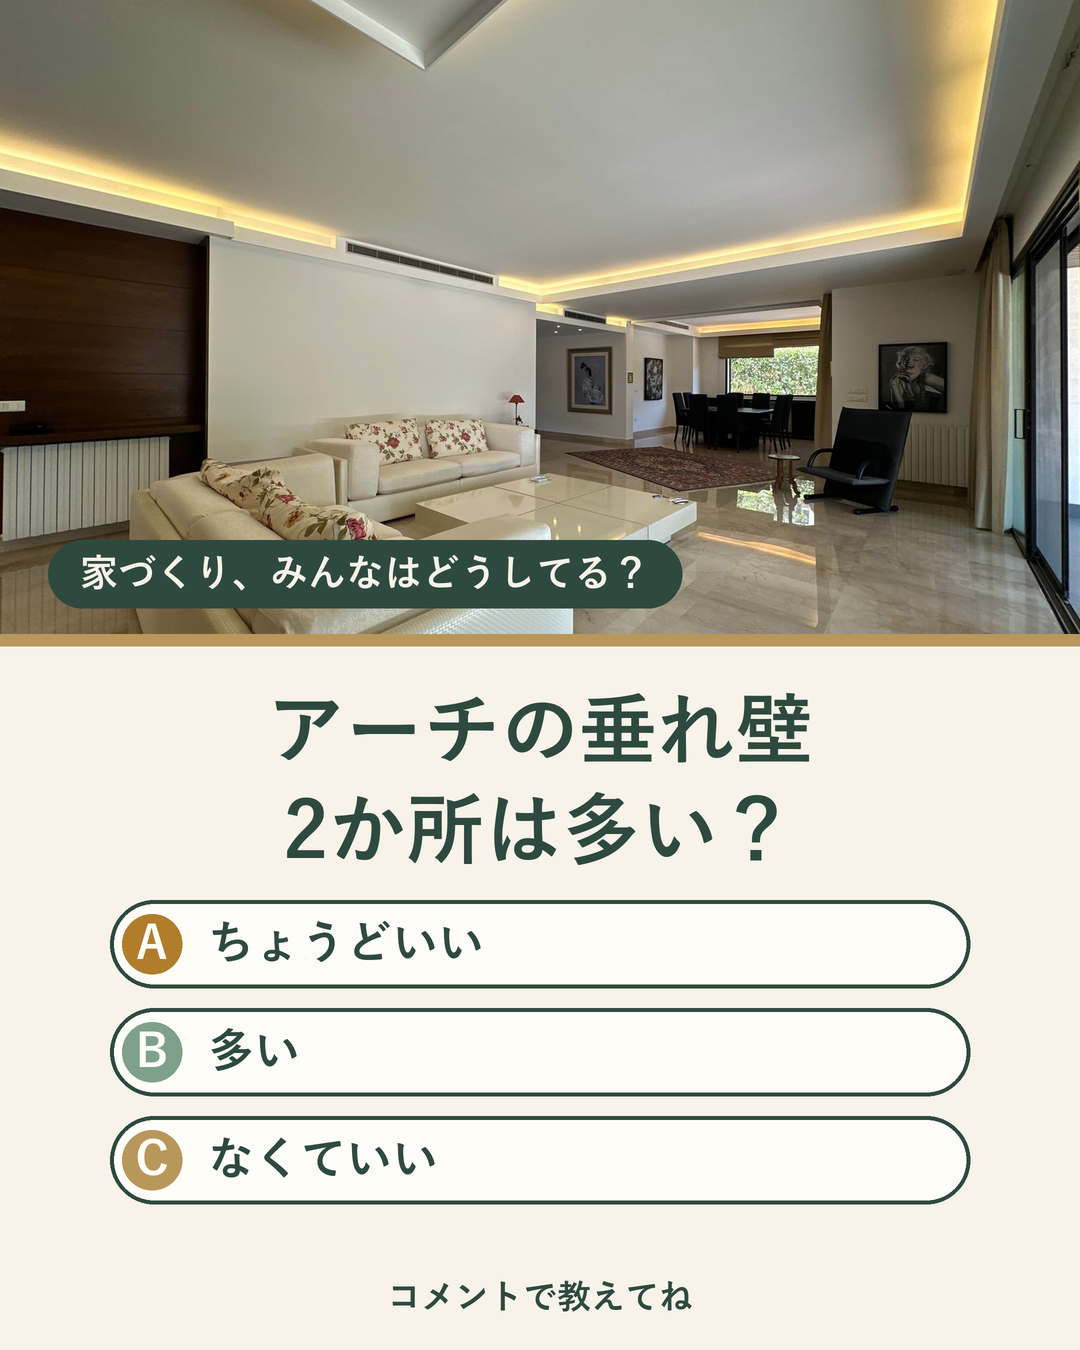 家づくり、みんなはどうしてる？
アーチの垂れ壁
2か所は多い？
A ちょうどいい
B 多い
C なくていい
コメントで教えてね